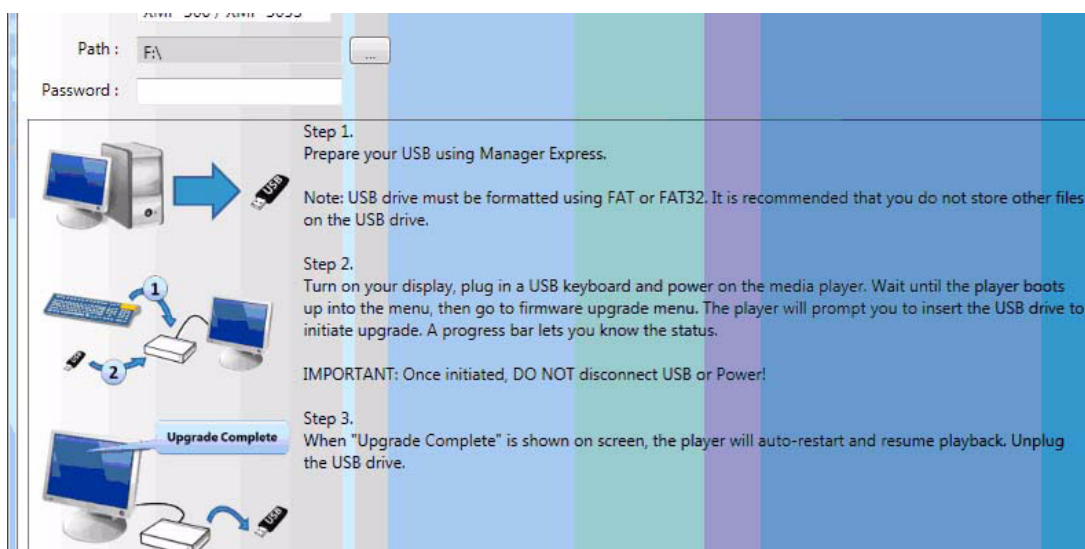 Path :
F:\
...
Password :
Step 1.
Prepare your USB using Manager Express.
USB
Note: USB drive must be formatted using FAT or FAT32. It is recommended that you do not store other files
on the USB drive.
Step 2.
Turn on your display, plug in a USB keyboard and power on the media player. Wait until the player boots
up into the menu, then go to firmware upgrade menu. The player will prompt you to insert the USB drive to
initiate upgrade. A progress bar lets you know the status.
1
USB
2
IMPORTANT: Once initiated, DO NOT disconnect USB or Power!
Step 3.
Upgrade Complete
When "Upgrade Complete" is shown on screen, the player will auto-restart and resume playback. Unplug
the USB drive.
USB